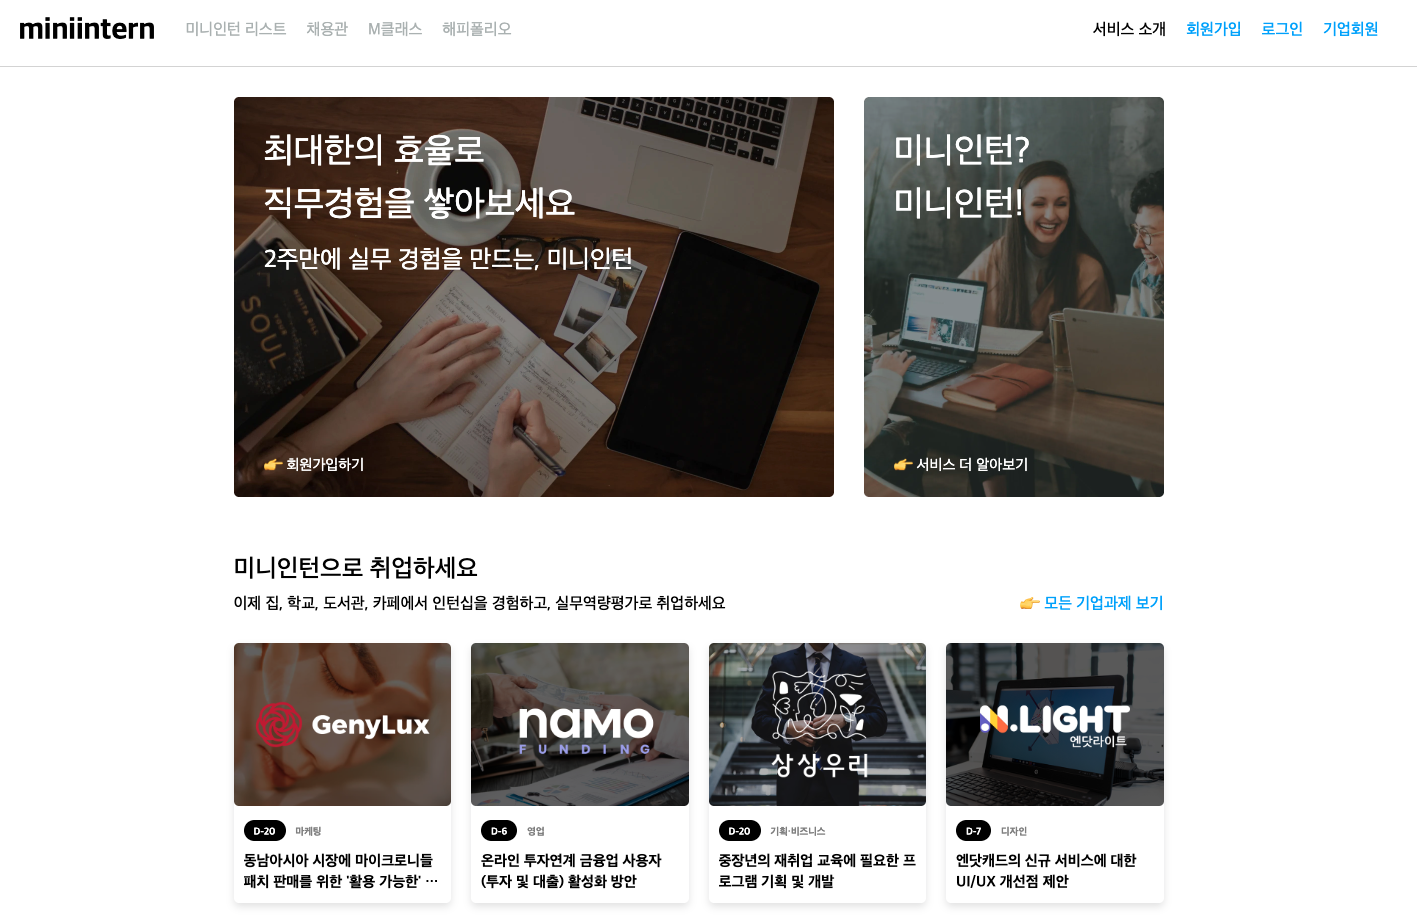 miniintern 미니인턴 리스트 채용관 M클래스 해피폴리오 서비스 소개 회원가입 로그인 기업회원
최대한의 효율로
직무경험을 쌓아보세요
2주만에 실무 경험을 만드는, 미니인턴
SOUL
👉 회원가입하기
미니인턴?
미니인턴!
👉 서비스 더 알아보기
미니인턴으로 취업하세요
이제 집, 학교, 도서관, 카페에서 인턴십을 경험하고, 실무역량평가로 취업하세요
👉 모든 기업과제 보기
GenyLux
D-20 마케팅
동남아시아 시장에 마이크로니들
패치 판매를 위한 '활용 가능한' ···
naMO
FUNDING
D-6 영업
온라인 투자연계 금융업 사용자
(투자 및 대출) 활성화 방안
상상우리
D-20 기획·비즈니스
중장년의 재취업 교육에 필요한 프
로그램 기획 및 개발
N.LIGHT
엔닷라이트
D-7 디자인
엔닷캐드의 신규 서비스에 대한
UI/UX 개선점 제안